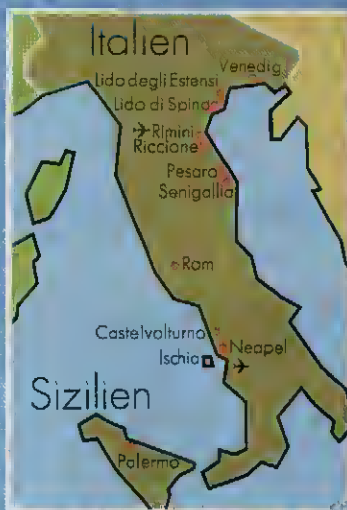 Italien
Venedig
Lido degli Estensi
Lido di Spina
Rimini
Riccione
Pesaro
Senigallia
Rom
Castelvolturno
Neapel
Ischia
Sizilien
Palermo